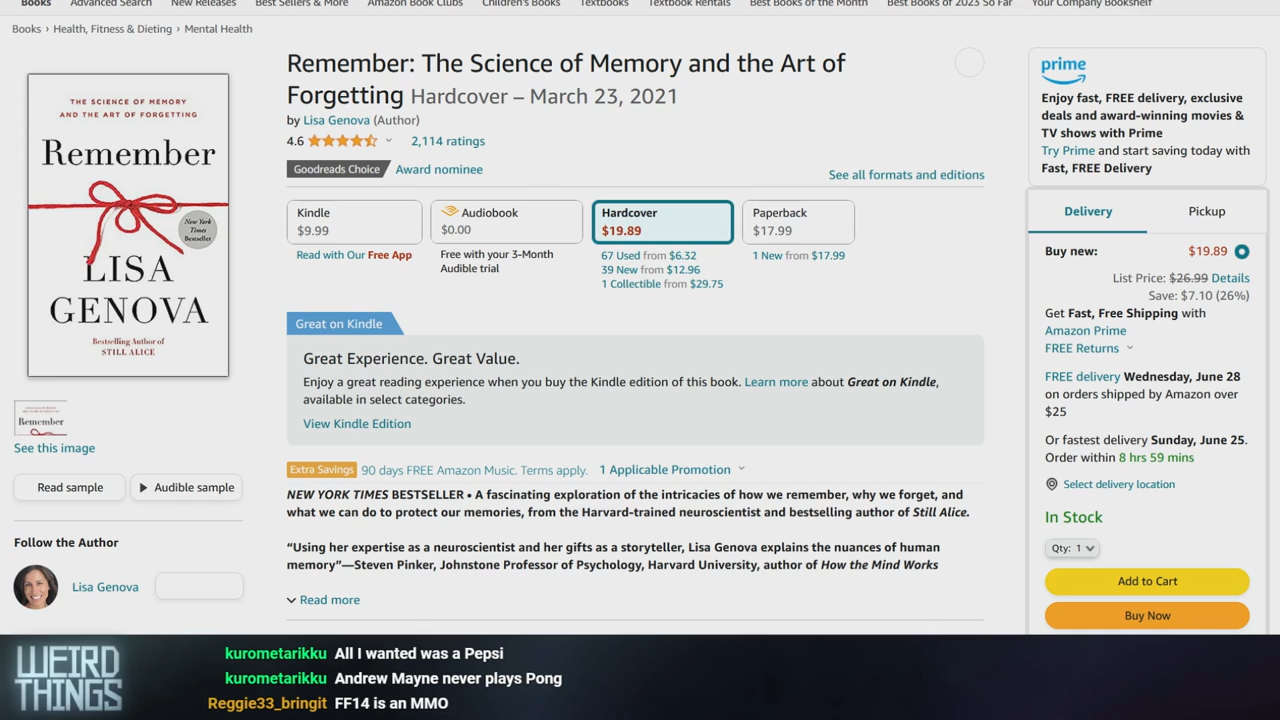 Books Advanced Search New Releases Best Sellers & More Amazon Book Clubs Children's Books Textbooks Textbook Rentals Best Books of the Month Best Books of 2023 So Far Your Company Bookshelf
Books › Health, Fitness & Dieting › Mental Health
THE SCIENCE OF MEMORY
AND THE ART OF FORGETTING
Remember
New York
Times
Bestseller
LISA
GENOVA
Bestselling Author of
STILL ALICE
Remember
See this image
Read sample
Audible sample
Follow the Author
Lisa Genova
Remember: The Science of Memory and the Art of
Forgetting Hardcover – March 23, 2021
by Lisa Genova (Author)
4.6 2,114 ratings
Goodreads Choice Award nominee
See all formats and editions
Kindle
$9.99
Read with Our Free App
Audiobook
$0.00
Free with your 3-Month
Audible trial
Hardcover
$19.89
67 Used from $6.32
39 New from $12.96
1 Collectible from $29.75
Paperback
$17.99
1 New from $17.99
Great on Kindle
Great Experience. Great Value.
Enjoy a great reading experience when you buy the Kindle edition of this book. Learn more about Great on Kindle,
available in select categories.
View Kindle Edition
Extra Savings 90 days FREE Amazon Music. Terms apply. 1 Applicable Promotion
NEW YORK TIMES BESTSELLER • A fascinating exploration of the intricacies of how we remember, why we forget, and
what we can do to protect our memories, from the Harvard-trained neuroscientist and bestselling author of Still Alice.
“Using her expertise as a neuroscientist and her gifts as a storyteller, Lisa Genova explains the nuances of human
memory”—Steven Pinker, Johnstone Professor of Psychology, Harvard University, author of How the Mind Works
Read more
prime
Enjoy fast, FREE delivery, exclusive
deals and award-winning movies &
TV shows with Prime
Try Prime and start saving today with
Fast, FREE Delivery
Delivery Pickup
Buy new: $19.89
List Price: $26.99 Details
Save: $7.10 (26%)
Get Fast, Free Shipping with
Amazon Prime
FREE Returns
FREE delivery Wednesday, June 28
on orders shipped by Amazon over
$25
Or fastest delivery Sunday, June 25.
Order within 8 hrs 59 mins
Select delivery location
In Stock
Qty: 1
Add to Cart
Buy Now
WEIRD
THINGS
kurometarikku All I wanted was a Pepsi
kurometarikku Andrew Mayne never plays Pong
Reggie33_bringit FF14 is an MMO